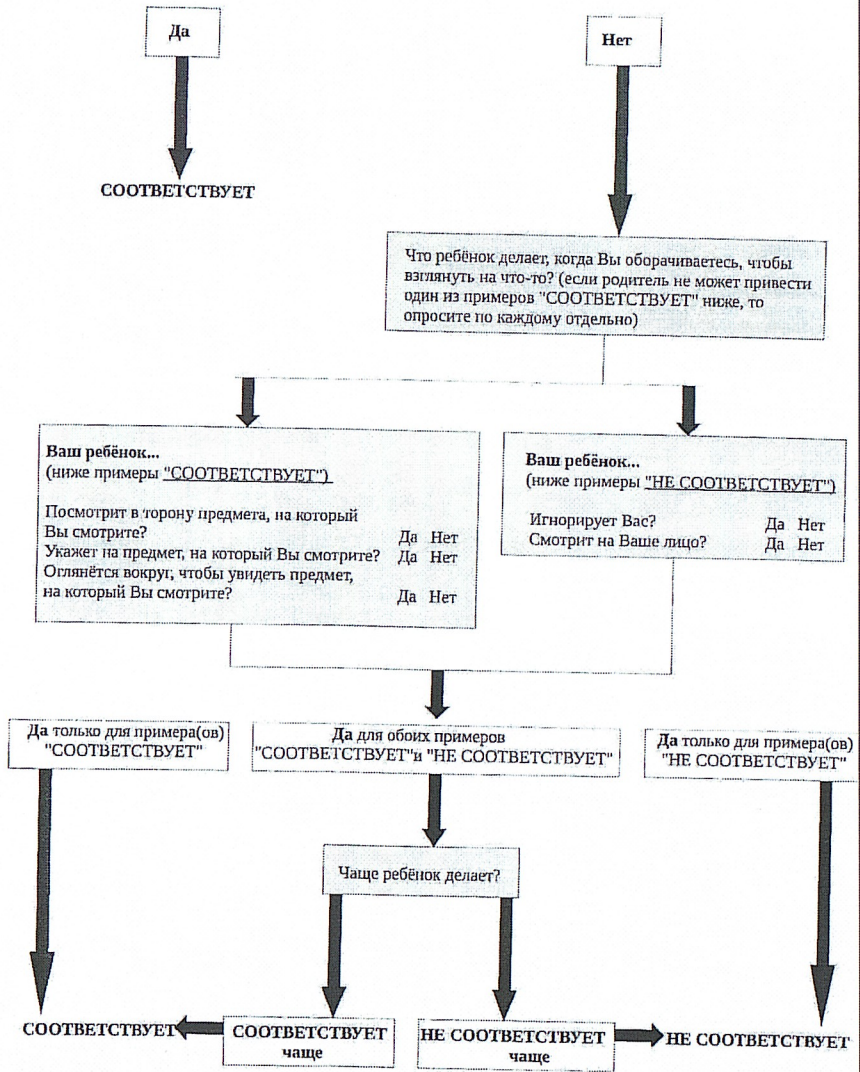 Да
Нет
СООТВЕТСТВУЕТ
Что ребёнок делает, когда Вы оборачиваетесь, чтобы
взглянуть на что-то? (если родитель не может привести
один из примеров "СООТВЕТСТВУЕТ" ниже, то
опросите по каждому отдельно)
Ваш ребёнок...
(ниже примеры "СООТВЕТСТВУЕТ")
Посмотрит в торону предмета, на который
Вы смотрите? Да Нет
Укажет на предмет, на который Вы смотрите? Да Нет
Оглянётся вокруг, чтобы увидеть предмет,
на который Вы смотрите? Да Нет
Ваш ребёнок...
(ниже примеры "НЕ СООТВЕТСТВУЕТ")
Игнорирует Вас? Да Нет
Смотрит на Ваше лицо? Да Нет
Да только для примера(ов)
"СООТВЕТСТВУЕТ"
Да для обоих примеров
"СООТВЕТСТВУЕТ"и "НЕ СООТВЕТСТВУЕТ"
Да только для примера(ов)
"НЕ СООТВЕТСТВУЕТ"
Чаще ребёнок делает?
СООТВЕТСТВУЕТ
СООТВЕТСТВУЕТ
чаще
НЕ СООТВЕТСТВУЕТ
чаще
НЕ СООТВЕТСТВУЕТ